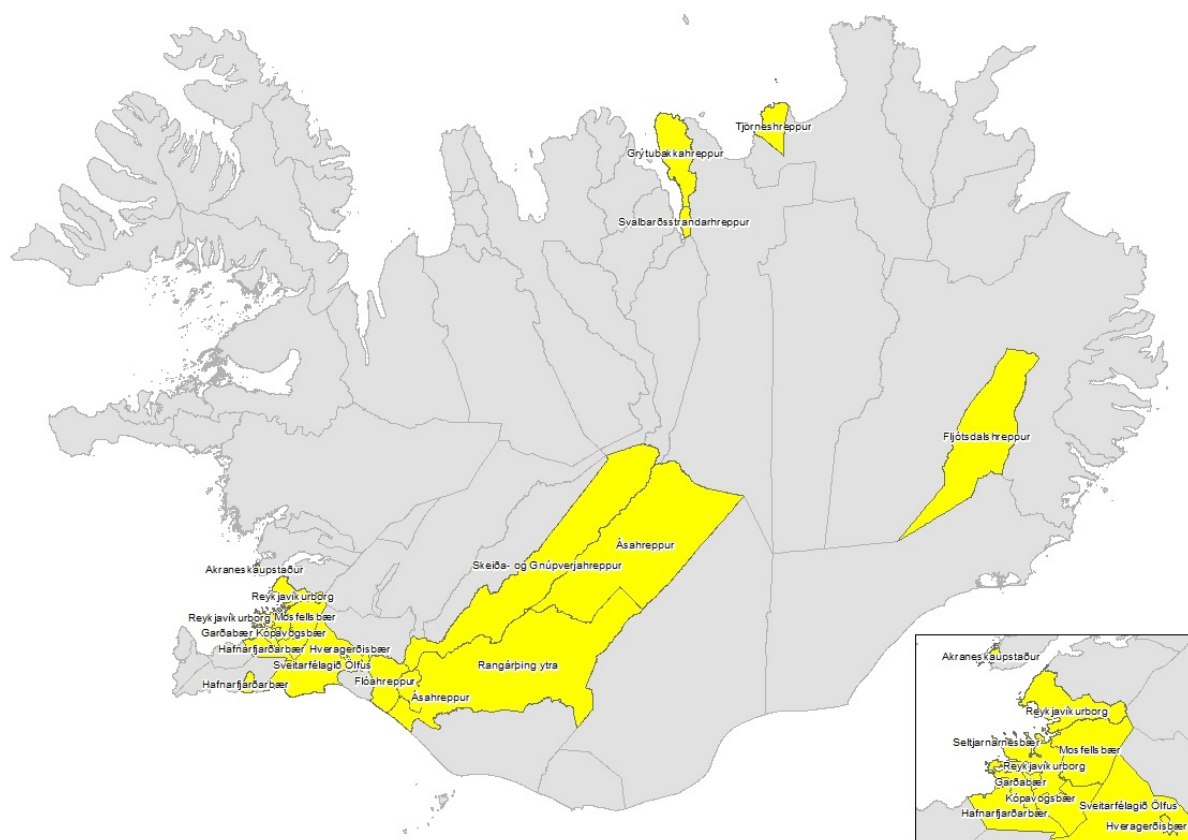 Tjörneshreppur
Grýtubakkahreppur
Svalbarðsstrandarhreppur
Fljótsdalshreppur
Ásahreppur
Skeiða- og Gnúpverjahreppur
Akraneskaupstaður
Reykjavíkurborg
Reykjavíkurborg
Mosfellsbær
Garðabær
Kópavogsbær
Hafnarfjarðarbær
Hveragerðisbær
Sveitarfélagið Ölfus
Rangárþing ytra
Flóahreppur
Hafnarfjarðarbær
Ásahreppur
Akraneskaupstaður
Reykjavíkurborg
Seltjarnarnesbær
Mosfellsbær
Reykjavíkurborg
Garðabær
Kópavogsbær
Sveitarfélagið Ölfus
Hafnarfjarðarbær
Hveragerðisbær